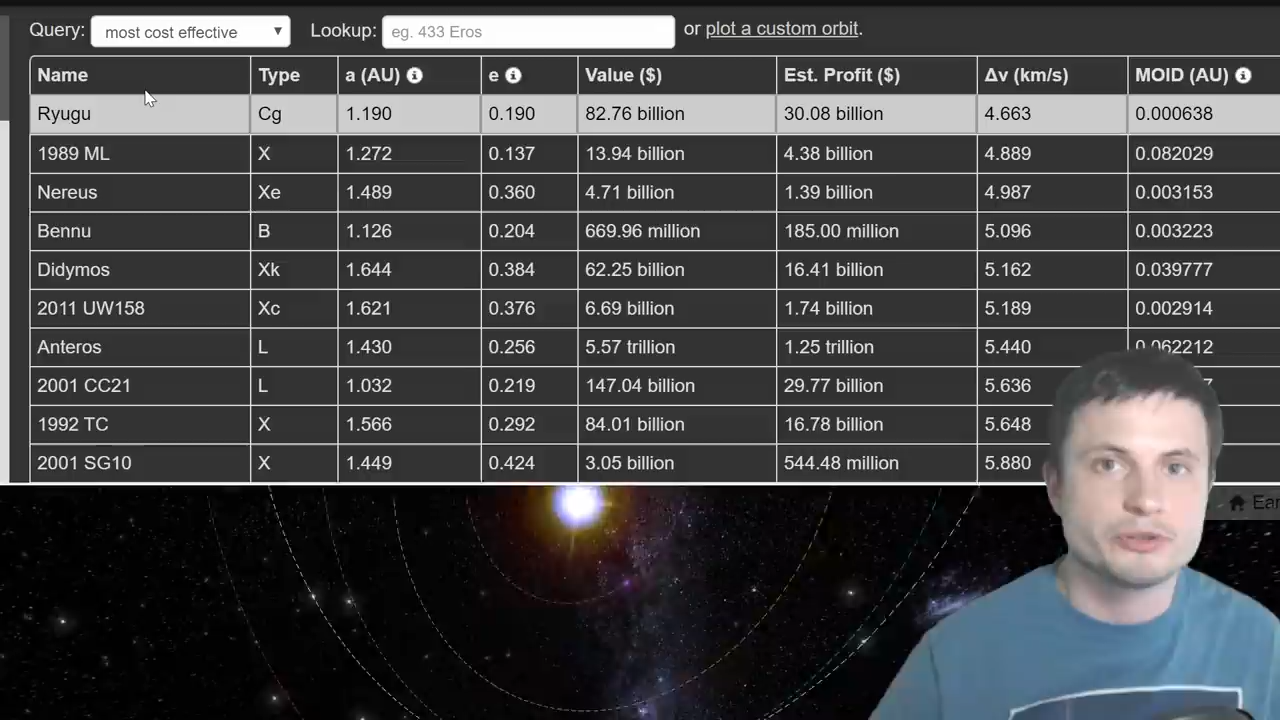 Query: most cost effective Lookup: eg. 433 Eros or plot a custom orbit.
Name Type a (AU) e Value ($) Est. Profit ($) Δv (km/s) MOID (AU)
Ryugu Cg 1.190 0.190 82.76 billion 30.08 billion 4.663 0.000638
1989 ML X 1.272 0.137 13.94 billion 4.38 billion 4.889 0.082029
Nereus Xe 1.489 0.360 4.71 billion 1.39 billion 4.987 0.003153
Bennu B 1.126 0.204 669.96 million 185.00 million 5.096 0.003223
Didymos Xk 1.644 0.384 62.25 billion 16.41 billion 5.162 0.039777
2011 UW158 Xc 1.621 0.376 6.69 billion 1.74 billion 5.189 0.002914
Anteros L 1.430 0.256 5.57 trillion 1.25 trillion 5.440 0.062212
2001 CC21 L 1.032 0.219 147.04 billion 29.77 billion 5.636
1992 TC X 1.566 0.292 84.01 billion 16.78 billion 5.648
2001 SG10 X 1.449 0.424 3.05 billion 544.48 million 5.880